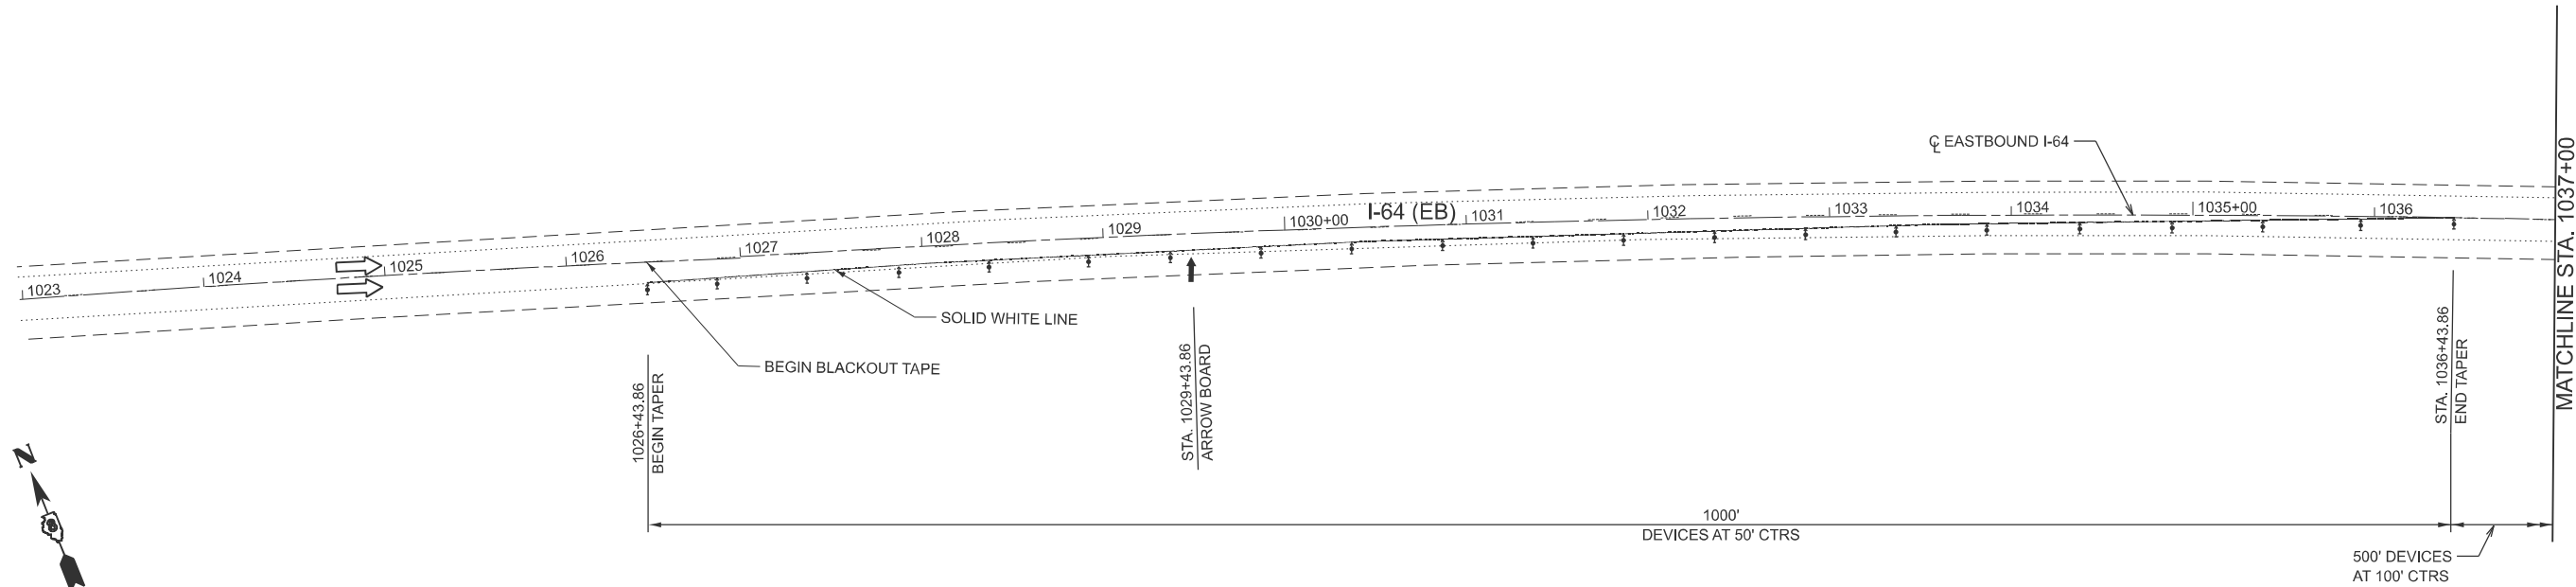 ℄ EASTBOUND I-64
MATCHLINE STA. 1037+00
I-64 (EB)
1023
1024
1025
1026
1027
1028
1029
1030+00
1031
1032
1033
1034
1035+00
1036
SOLID WHITE LINE
BEGIN BLACKOUT TAPE
1026+43.86
BEGIN TAPER
STA. 1029+43.86
ARROW BOARD
STA. 1036+43.86
END TAPER
N
8
1000'
DEVICES AT 50' CTRS
500' DEVICES
AT 100' CTRS